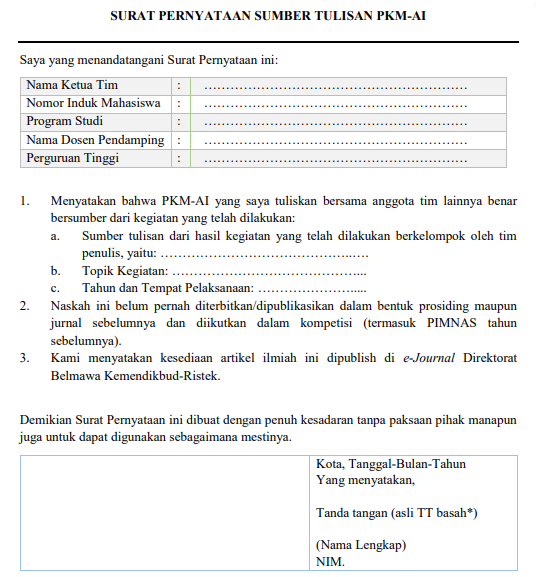 SURAT PERNYATAAN SUMBER TULISAN PKM-AI
Saya yang menandatangani Surat Pernyataan ini:
Nama Ketua Tim : ……………………………………………………
Nomor Induk Mahasiswa : ……………………………………………………
Program Studi : ……………………………………………………
Nama Dosen Pendamping : ……………………………………………………
Perguruan Tinggi : ……………………………………………………
1. Menyatakan bahwa PKM-AI yang saya tuliskan bersama anggota tim lainnya benar
bersumber dari kegiatan yang telah dilakukan:
a. Sumber tulisan dari hasil kegiatan yang telah dilakukan berkelompok oleh tim
penulis, yaitu: ……………………………………..….
b. Topik Kegiatan: ……………………………………...
c. Tahun dan Tempat Pelaksanaan: ………………….....
2. Naskah ini belum pernah diterbitkan/dipublikasikan dalam bentuk prosiding maupun
jurnal sebelumnya dan diikutkan dalam kompetisi (termasuk PIMNAS tahun
sebelumnya).
3. Kami menyatakan kesediaan artikel ilmiah ini dipublish di e-Journal Direktorat
Belmawa Kemendikbud-Ristek.
Demikian Surat Pernyataan ini dibuat dengan penuh kesadaran tanpa paksaan pihak manapun
juga untuk dapat digunakan sebagaimana mestinya.
Kota, Tanggal-Bulan-Tahun
Yang menyatakan,
Tanda tangan (asli TT basah*)
(Nama Lengkap)
NIM.